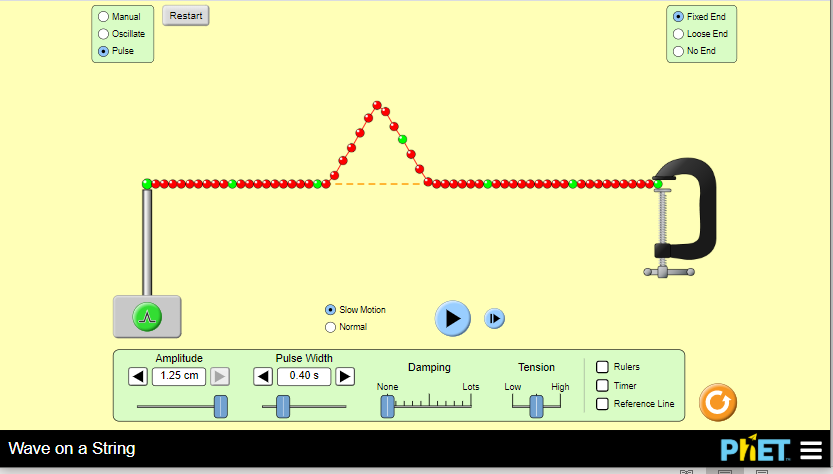 Manual
Oscillate
Pulse
Restart
Fixed End
Loose End
No End
Slow Motion
Normal
Amplitude
1.25 cm
Pulse Width
0.40 s
Damping
None
Lots
Tension
Low
High
Rulers
Timer
Reference Line
Wave on a String
PhET